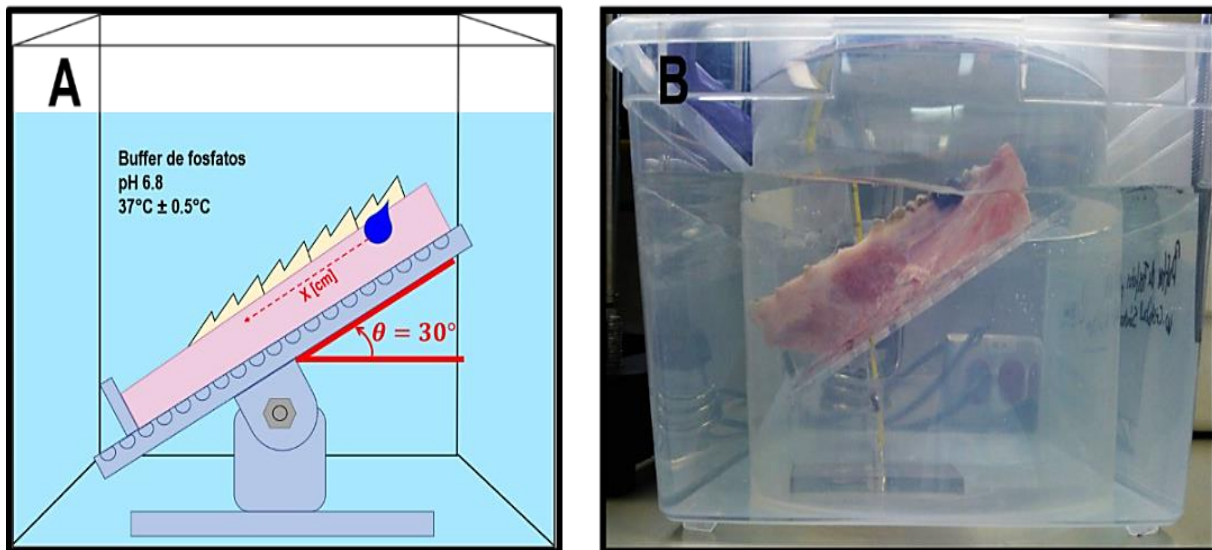 A
Buffer de fosfatos
pH 6.8
37°C ± 0.5°C
X [cm]
θ = 30°
B